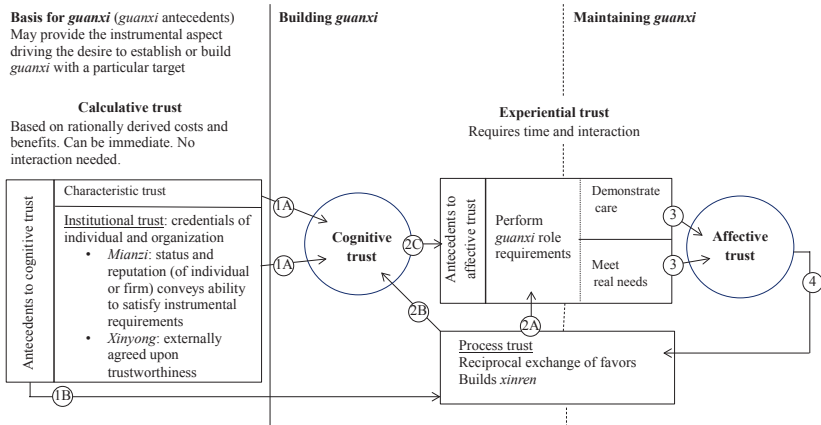 Basis for guanxi (guanxi antecedents)
May provide the instrumental aspect
driving the desire to establish or build
guanxi with a particular target
Building guanxi
Maintaining guanxi
Calculative trust
Based on rationally derived costs and
benefits. Can be immediate. No
interaction needed.
Experiential trust
Requires time and interaction
Antecedents to cognitive trust
Characteristic trust
Institutional trust: credentials of
individual and organization
• Mianzi: status and
reputation (of individual
or firm) conveys ability
to satisfy instrumental
requirements
• Xinyong: externally
agreed upon
trustworthiness
1A
1A
1B
Cognitive
trust
2C
2B
2A
Antecedents to
affective trust
Perform
guanxi role
requirements
Demonstrate
care
Meet
real needs
3
3
Affective
trust
4
Process trust
Reciprocal exchange of favors
Builds xinren